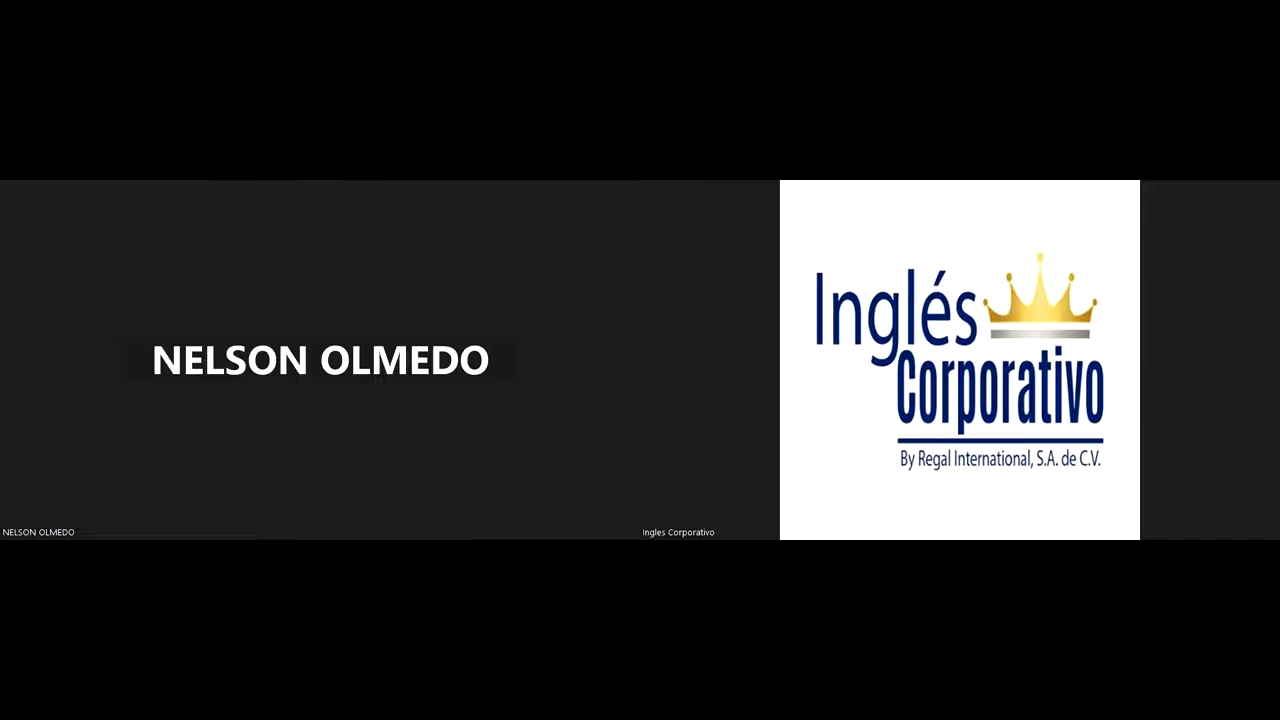 NELSON OLMEDO
NELSON OLMEDO
Inglés
Corporativo
By Regal International, S.A. de C.V.
Ingles Corporativo